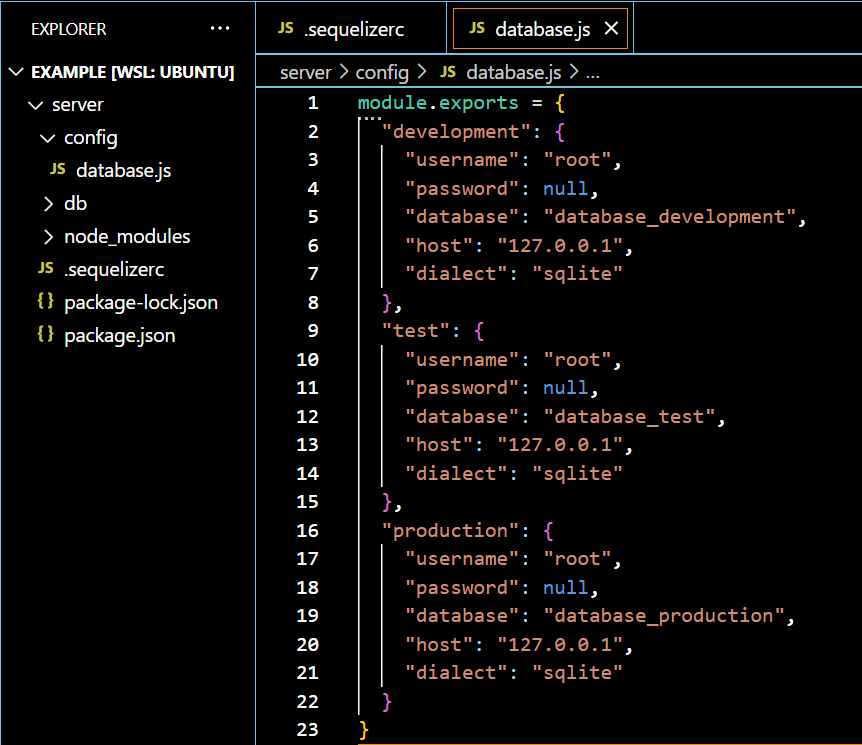 EXPLORER ...
EXAMPLE [WSL: UBUNTU]
server
config
JS database.js
db
node_modules
JS .sequelizerc
{} package-lock.json
{} package.json
JS .sequelizerc
JS database.js
server > config > JS database.js > ...
1 module.exports = {
2 "development": {
3 "username": "root",
4 "password": null,
5 "database": "database_development",
6 "host": "127.0.0.1",
7 "dialect": "sqlite"
8 },
9 "test": {
10 "username": "root",
11 "password": null,
12 "database": "database_test",
13 "host": "127.0.0.1",
14 "dialect": "sqlite"
15 },
16 "production": {
17 "username": "root",
18 "password": null,
19 "database": "database_production",
20 "host": "127.0.0.1",
21 "dialect": "sqlite"
22 }
23 }